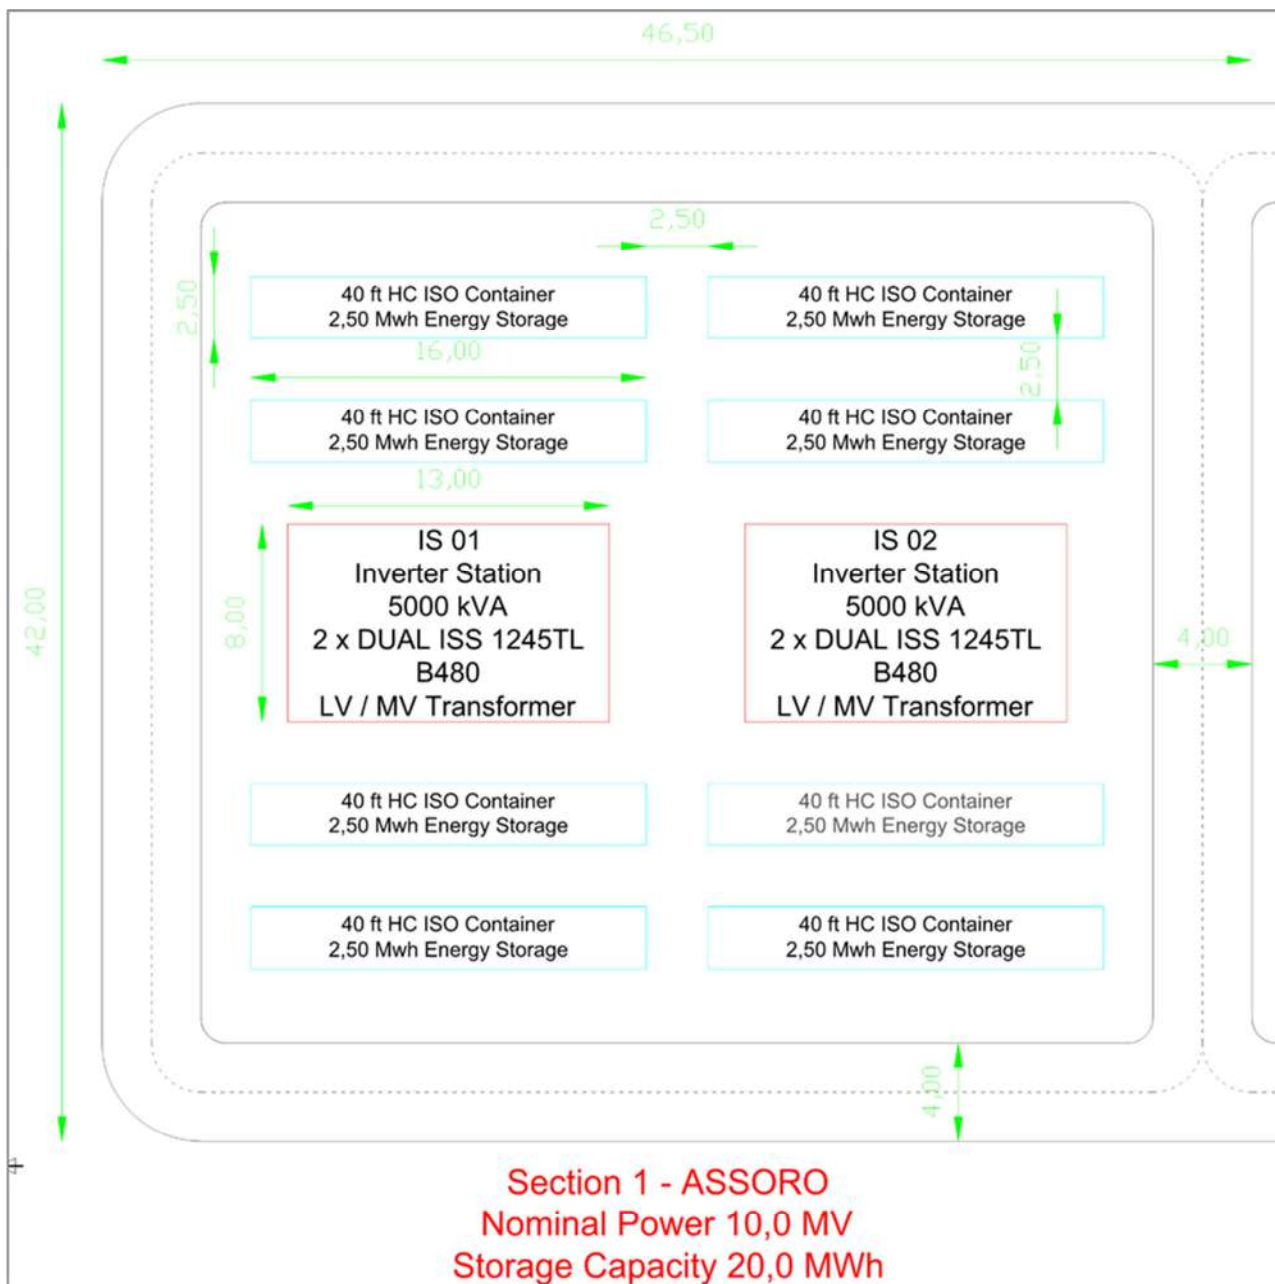 46,50
2,50
2,50
40 ft HC ISO Container
2,50 Mwh Energy Storage
40 ft HC ISO Container
2,50 Mwh Energy Storage
16,00
2,50
40 ft HC ISO Container
2,50 Mwh Energy Storage
40 ft HC ISO Container
2,50 Mwh Energy Storage
13,00
42,00
8,00
IS 01
Inverter Station
5000 kVA
2 x DUAL ISS 1245TL
B480
LV / MV Transformer
IS 02
Inverter Station
5000 kVA
2 x DUAL ISS 1245TL
B480
LV / MV Transformer
4,00
40 ft HC ISO Container
2,50 Mwh Energy Storage
40 ft HC ISO Container
2,50 Mwh Energy Storage
40 ft HC ISO Container
2,50 Mwh Energy Storage
40 ft HC ISO Container
2,50 Mwh Energy Storage
4,00
Section 1 - ASSORO
Nominal Power 10,0 MV
Storage Capacity 20,0 MWh